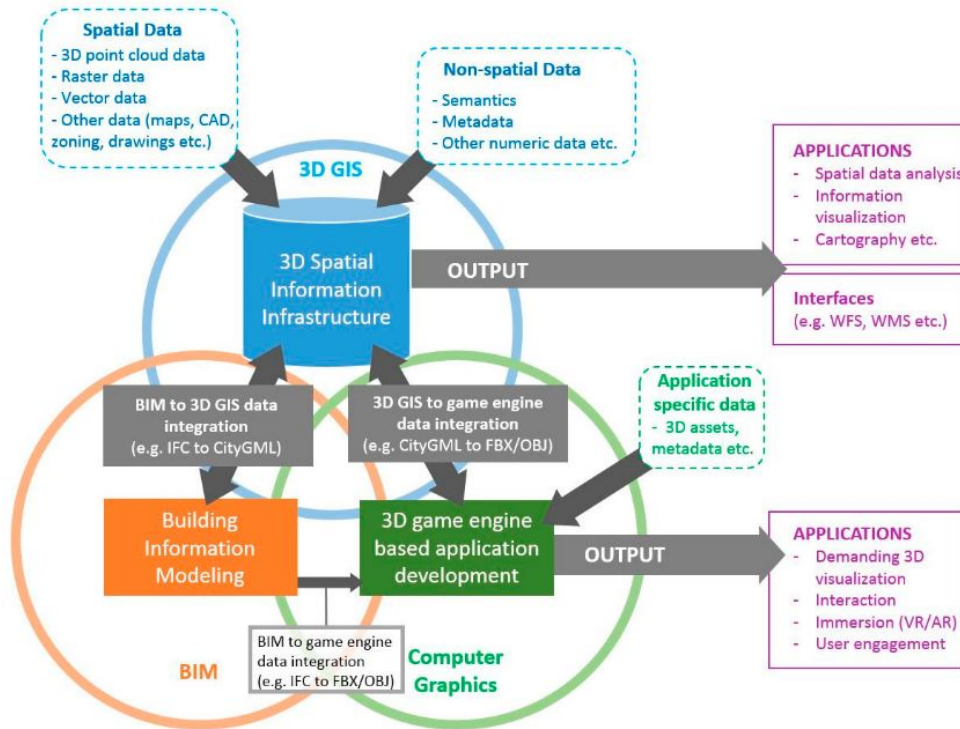 Spatial Data
- 3D point cloud data
- Raster data
- Vector data
- Other data (maps, CAD,
zoning, drawings etc.)
Non-spatial Data
- Semantics
- Metadata
- Other numeric data etc.
3D GIS
3D Spatial
Information
Infrastructure
OUTPUT
APPLICATIONS
- Spatial data analysis
- Information
visualization
- Cartography etc.
Interfaces
(e.g. WFS, WMS etc.)
BIM to 3D GIS data
integration
(e.g. IFC to CityGML)
3D GIS to game engine
data integration
(e.g. CityGML to FBX/OBJ)
Application
specific data
- 3D assets,
metadata etc.
Building
Information
Modeling
3D game engine
based application
development
OUTPUT
APPLICATIONS
- Demanding 3D
visualization
- Interaction
- Immersion (VR/AR)
- User engagement
BIM to game engine
data integration
(e.g. IFC to FBX/OBJ)
BIM
Computer
Graphics